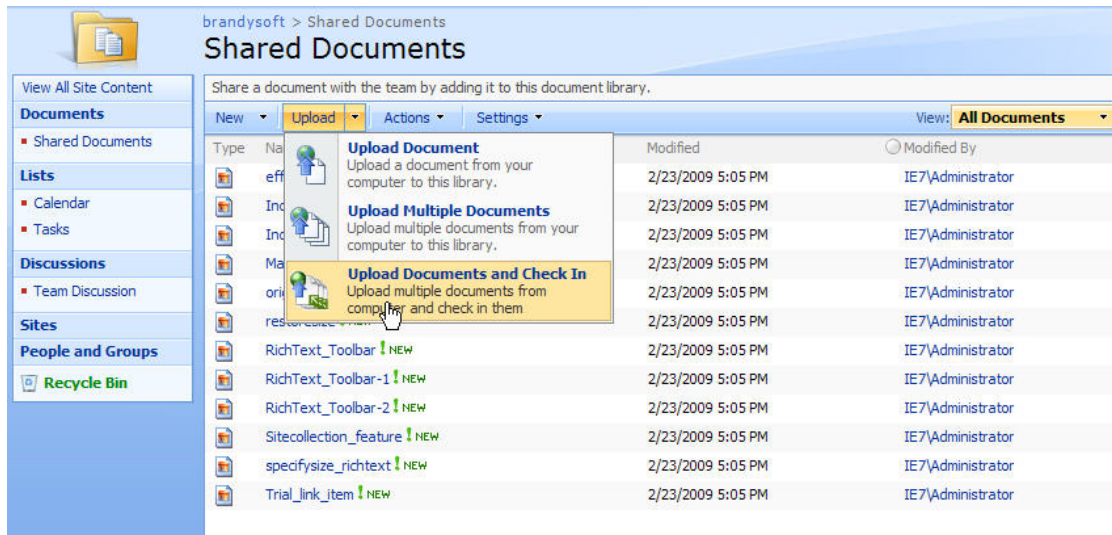 brandysoft > Shared Documents
Shared Documents
View All Site Content
Documents
Shared Documents
Lists
Calendar
Tasks
Discussions
Team Discussion
Sites
People and Groups
Recycle Bin
Share a document with the team by adding it to this document library.
New Upload Actions Settings View: All Documents
Type Modified Modified By
Upload Document
Upload a document from your
computer to this library.
Upload Multiple Documents
Upload multiple documents from your
computer to this library.
Upload Documents and Check In
Upload multiple documents from
computer and check in them
2/23/2009 5:05 PM IE7\Administrator
2/23/2009 5:05 PM IE7\Administrator
2/23/2009 5:05 PM IE7\Administrator
2/23/2009 5:05 PM IE7\Administrator
2/23/2009 5:05 PM IE7\Administrator
2/23/2009 5:05 PM IE7\Administrator
RichText_Toolbar ! NEW 2/23/2009 5:05 PM IE7\Administrator
RichText_Toolbar-1 ! NEW 2/23/2009 5:05 PM IE7\Administrator
RichText_Toolbar-2 ! NEW 2/23/2009 5:05 PM IE7\Administrator
Sitecollection_feature ! NEW 2/23/2009 5:05 PM IE7\Administrator
specifysize_richtext ! NEW 2/23/2009 5:05 PM IE7\Administrator
Trial_link_item ! NEW 2/23/2009 5:05 PM IE7\Administrator